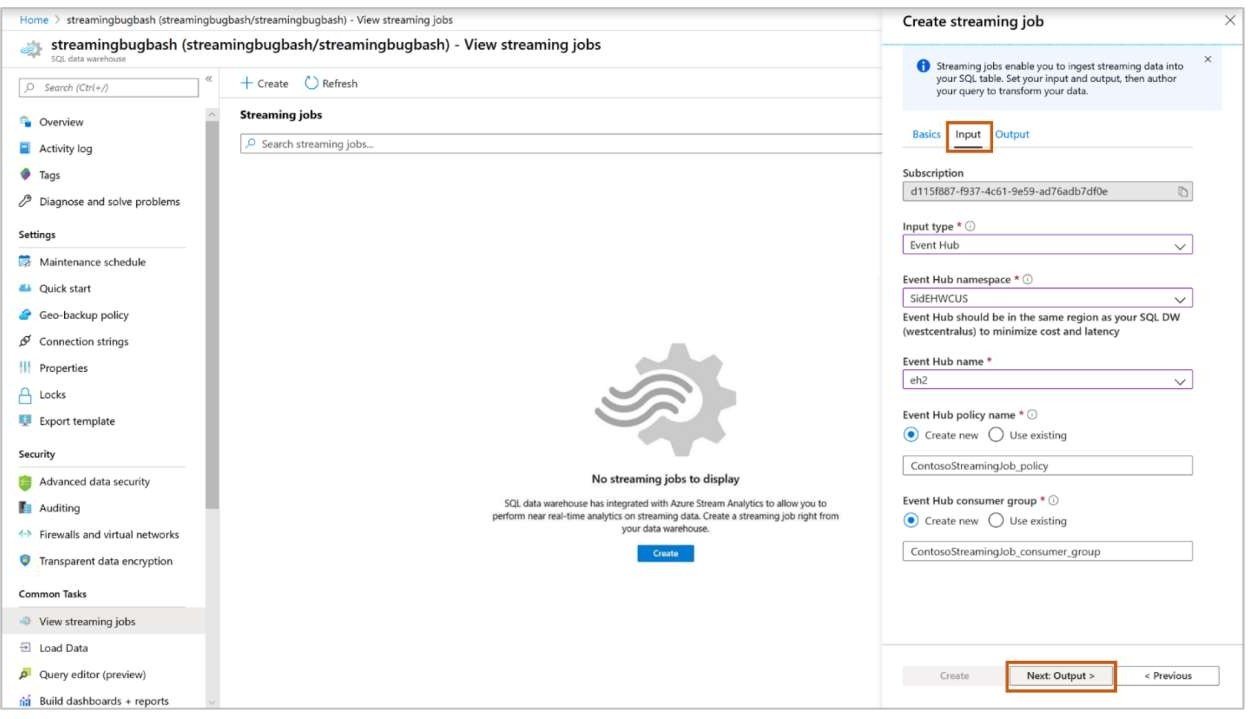 Home > streamingbugbash (streamingbugbash/streamingbugbash) - View streaming jobs
streamingbugbash (streamingbugbash/streamingbugbash) - View streaming jobs
SQL data warehouse
Search (Ctrl+/)
«
Overview
Activity log
Tags
Diagnose and solve problems
Settings
Maintenance schedule
Quick start
Geo-backup policy
Connection strings
Properties
Locks
Export template
Security
Advanced data security
Auditing
Firewalls and virtual networks
Transparent data encryption
Common Tasks
View streaming jobs
Load Data
Query editor (preview)
Build dashboards + reports
+ Create Refresh
Streaming jobs
Search streaming jobs...
No streaming jobs to display
SQL data warehouse has integrated with Azure Stream Analytics to allow you to
perform near real-time analytics on streaming data. Create a streaming job right from
your data warehouse.
Create
Create streaming job
Streaming jobs enable you to ingest streaming data into
your SQL table. Set your input and output, then author
your query to transform your data.
Basics Input Output
Subscription
d115f887-f937-4c61-9e59-ad76adb7df0e
Input type *
Event Hub
Event Hub namespace *
SidEHWCUS
Event Hub should be in the same region as your SQL DW
(westcentralus) to minimize cost and latency
Event Hub name *
eh2
Event Hub policy name *
Create new Use existing
ContosoStreamingJob_policy
Event Hub consumer group *
Create new Use existing
ContosoStreamingJob_consumer_group
Create Next: Output > < Previous